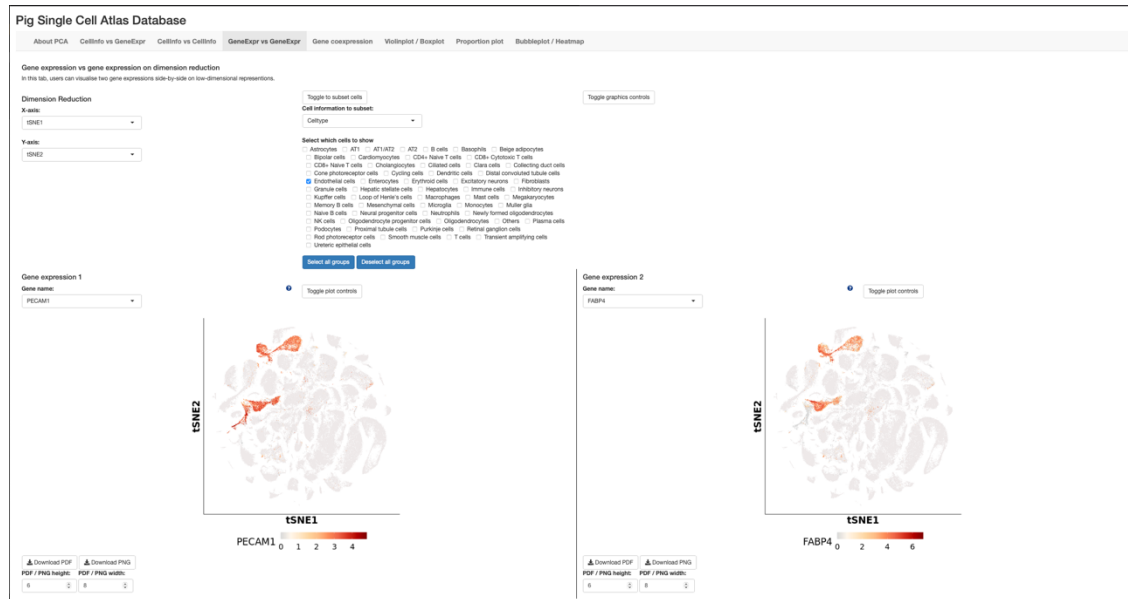 Pig Single Cell Atlas Database
About PCA CellInfo vs GeneExpr CellInfo vs CellInfo GeneExpr vs GeneExpr Gene coexpression Violinplot / Boxplot Proportion plot Bubbleplot / Heatmap
Gene expression vs gene expression on dimension reduction
In this tab, users can visualise two gene expressions side-by-side on low-dimensional representions.
Dimension Reduction
X-axis:
tSNE1
Y-axis:
tSNE2
Toggle to subset cells
Cell information to subset:
Celltype
Select which cells to show
Astrocytes AT1 AT1/AT2 AT2 B cells Basophils Beige adipocytes
Bipolar cells Cardiomyocytes CD4+ Naive T cells CD8+ Cytotoxic T cells
CD8+ Naive T cells Cholangiocytes Ciliated cells Clara cells Collecting duct cells
Cone photoreceptor cells Cycling cells Dendritic cells Distal convoluted tubule cells
Endothelial cells Enterocytes Erythroid cells Excitatory neurons Fibroblasts
Granule cells Hepatic stellate cells Hepatocytes Immune cells Inhibitory neurons
Kupffer cells Loop of Henle's cells Macrophages Mast cells Megakaryocytes
Memory B cells Mesenchymal cells Microglia Monocytes Muller glia
Naive B cells Neural progenitor cells Neutrophils Newly formed oligodendrocytes
NK cells Oligodendrocyte progenitor cells Oligodendrocytes Others Plasma cells
Podocytes Proximal tubule cells Purkinje cells Retinal ganglion cells
Rod photoreceptor cells Smooth muscle cells T cells Transient amplifying cells
Ureteric epithelial cells
Select all groups Deselect all groups
Toggle graphics controls
Gene expression 1
Gene name:
PECAM1
? Toggle plot controls
tSNE2
tSNE1
PECAM1 0 1 2 3 4
Download PDF Download PNG
PDF / PNG height: PDF / PNG width:
6 8
Gene expression 2
Gene name:
FABP4
? Toggle plot controls
tSNE2
tSNE1
FABP4 0 2 4 6
Download PDF Download PNG
PDF / PNG height: PDF / PNG width:
6 8